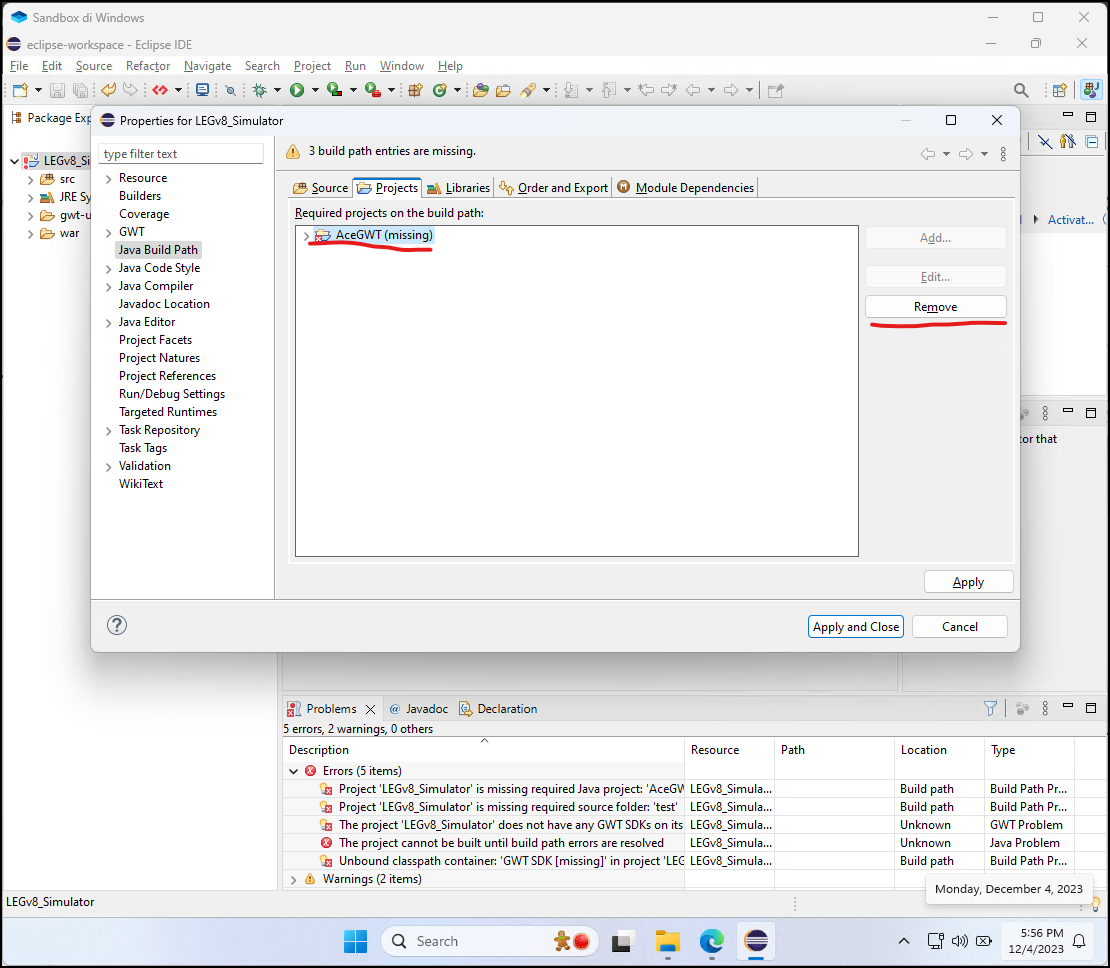 Sandbox di Windows
eclipse-workspace - Eclipse IDE
File Edit Source Refactor Navigate Search Project Run Window Help
Package Exp
LEGv8_Si
src
JRE Sy
gwt-u
war
Properties for LEGv8_Simulator
type filter text
Resource
Builders
Coverage
GWT
Java Build Path
Java Code Style
Java Compiler
Javadoc Location
Java Editor
Project Facets
Project Natures
Project References
Run/Debug Settings
Targeted Runtimes
Task Repository
Task Tags
Validation
WikiText
3 build path entries are missing.
Source Projects Libraries Order and Export Module Dependencies
Required projects on the build path:
AceGWT (missing)
Add...
Edit...
Remove
Apply
Apply and Close Cancel
Activat...
tor that
Problems @ Javadoc Declaration
5 errors, 2 warnings, 0 others
Description Resource Path Location Type
Errors (5 items)
Project 'LEGv8_Simulator' is missing required Java project: 'AceGW LEGv8_Simula... Build path Build Path Pr...
Project 'LEGv8_Simulator' is missing required source folder: 'test' LEGv8_Simula... Build path Build Path Pr...
The project 'LEGv8_Simulator' does not have any GWT SDKs on its LEGv8_Simula... Unknown GWT Problem
The project cannot be built until build path errors are resolved LEGv8_Simula... Unknown Java Problem
Unbound classpath container: 'GWT SDK [missing]' in project 'LEG LEGv8_Simula... Build path Build Path Pr...
Warnings (2 items)
Monday, December 4, 2023
LEGv8_Simulator
Search
5:56 PM
12/4/2023